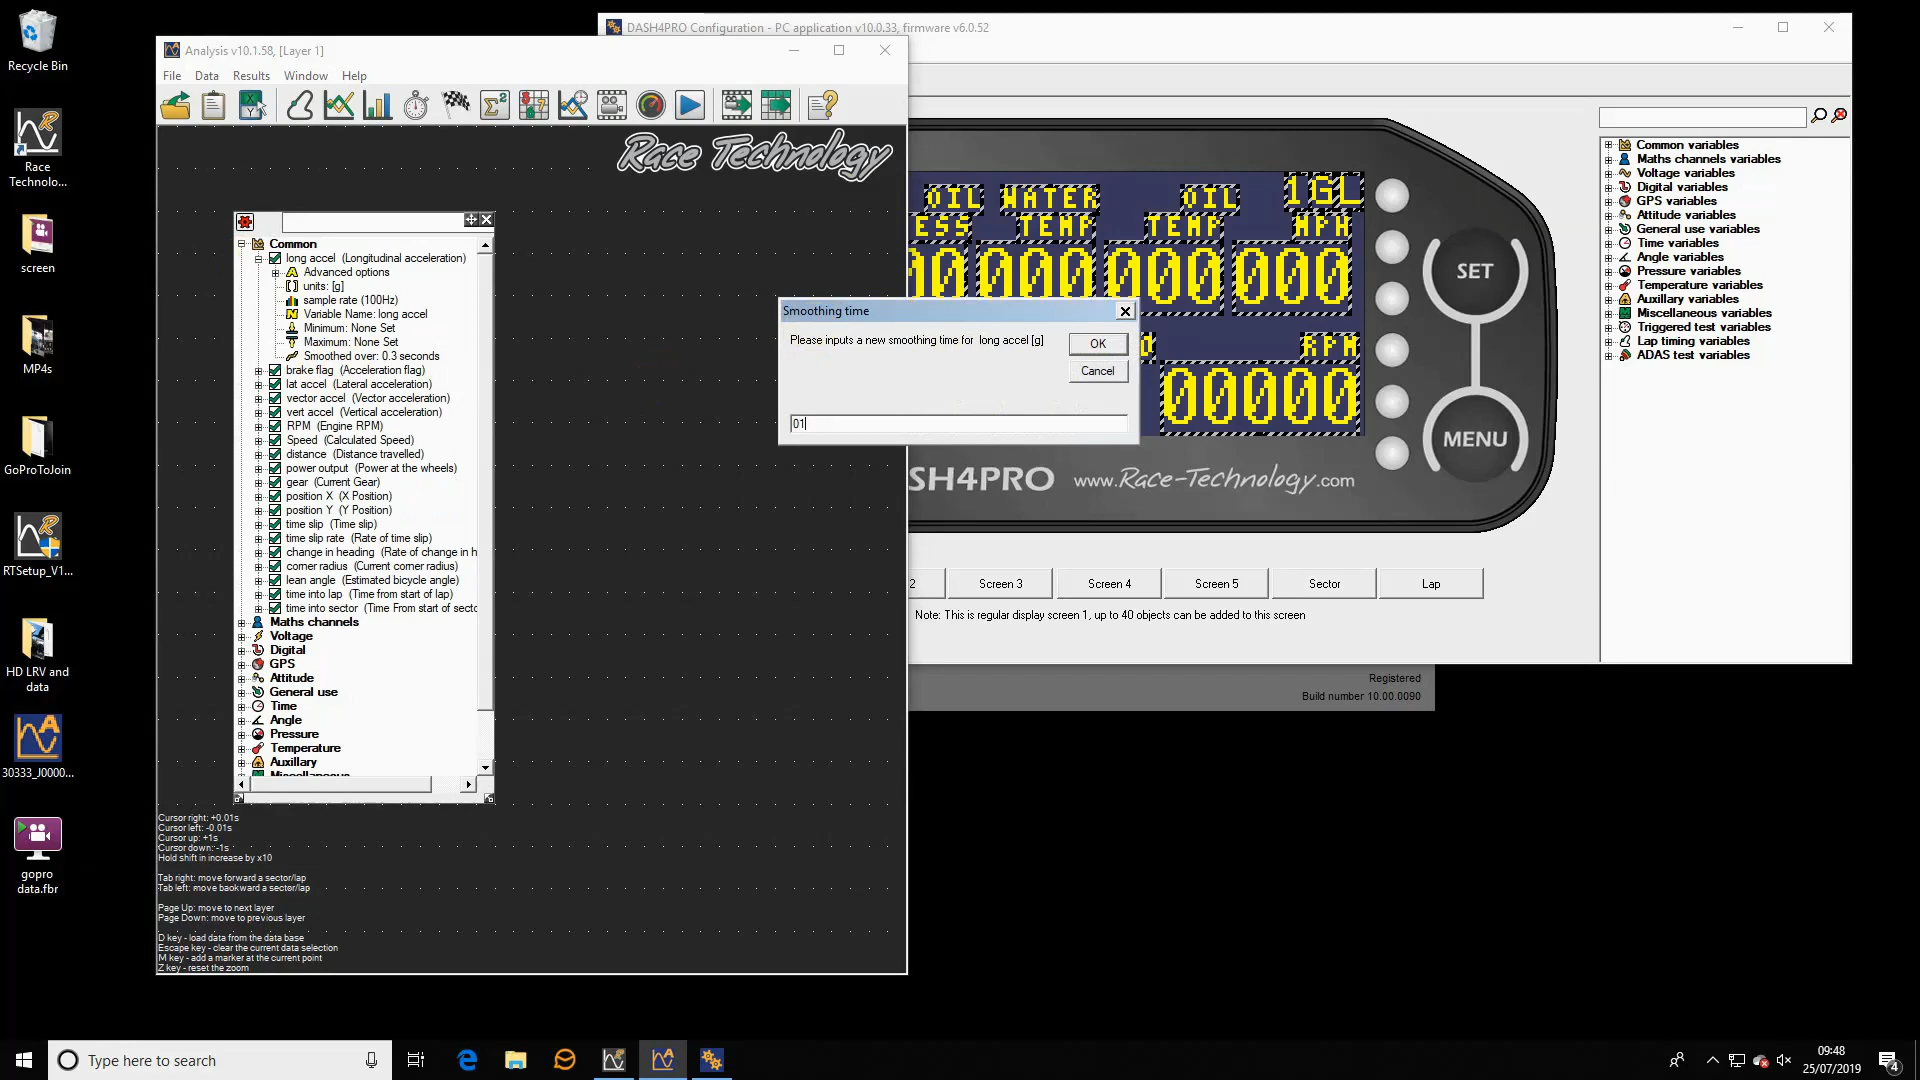 Recycle Bin
Race
Technolo...
screen
MP4s
GoProToJoin
RTSetup_V1...
HD LRV and
data
30333_J0000...
gopro
data.fbr
DASH4PRO Configuration - PC application v10.0.33, firmware v6.0.52
Analysis v10.1.58, [Layer 1]
File Data Results Window Help
Race Technology
Common
long accel (Longitudinal acceleration)
Advanced options
units: [g]
sample rate (100Hz)
Variable Name: long accel
Minimum: None Set
Maximum: None Set
Smoothed over: 0.3 seconds
brake flag (Acceleration flag)
lat accel (Lateral acceleration)
vector accel (Vector acceleration)
vert accel (Vertical acceleration)
RPM (Engine RPM)
Speed (Calculated Speed)
distance (Distance travelled)
power output (Power at the wheels)
gear (Current Gear)
position X (X Position)
position Y (Y Position)
time slip (Time slip)
time slip rate (Rate of time slip)
change in heading (Rate of change in h
corner radius (Current corner radius)
lean angle (Estimated bicycle angle)
time into lap (Time from start of lap)
time into sector (Time From start of secto
Maths channels
Voltage
Digital
GPS
Attitude
General use
Time
Angle
Pressure
Temperature
Auxillary
Miscellaneous
Cursor right: +0.01s
Cursor left: -0.01s
Cursor up: +1s
Cursor down: -1s
Hold shift in increase by x10
Tab right: move forward a sector/lap
Tab left: move backward a sector/lap
Page Up: move to next layer
Page Down: move to previous layer
D key - load data from the data base
Escape key - clear the current data selection
M key - add a marker at the current point
Z key - reset the zoom
Smoothing time
Please inputs a new smoothing time for long accel [g]
OK
Cancel
01
OIL WATER OIL 1GL
ESS TEMP TEMP MPH
00 000 000 000
RPM
00000
SET
MENU
SH4PRO www.Race-Technology.com
2 Screen 3 Screen 4 Screen 5 Sector Lap
Note: This is regular display screen 1, up to 40 objects can be added to this screen
Registered
Build number 10.00.0090
Common variables
Maths channels variables
Voltage variables
Digital variables
GPS variables
Attitude variables
General use variables
Time variables
Angle variables
Pressure variables
Temperature variables
Auxillary variables
Miscellaneous variables
Triggered test variables
Lap timing variables
ADAS test variables
Type here to search
09:48
25/07/2019
4